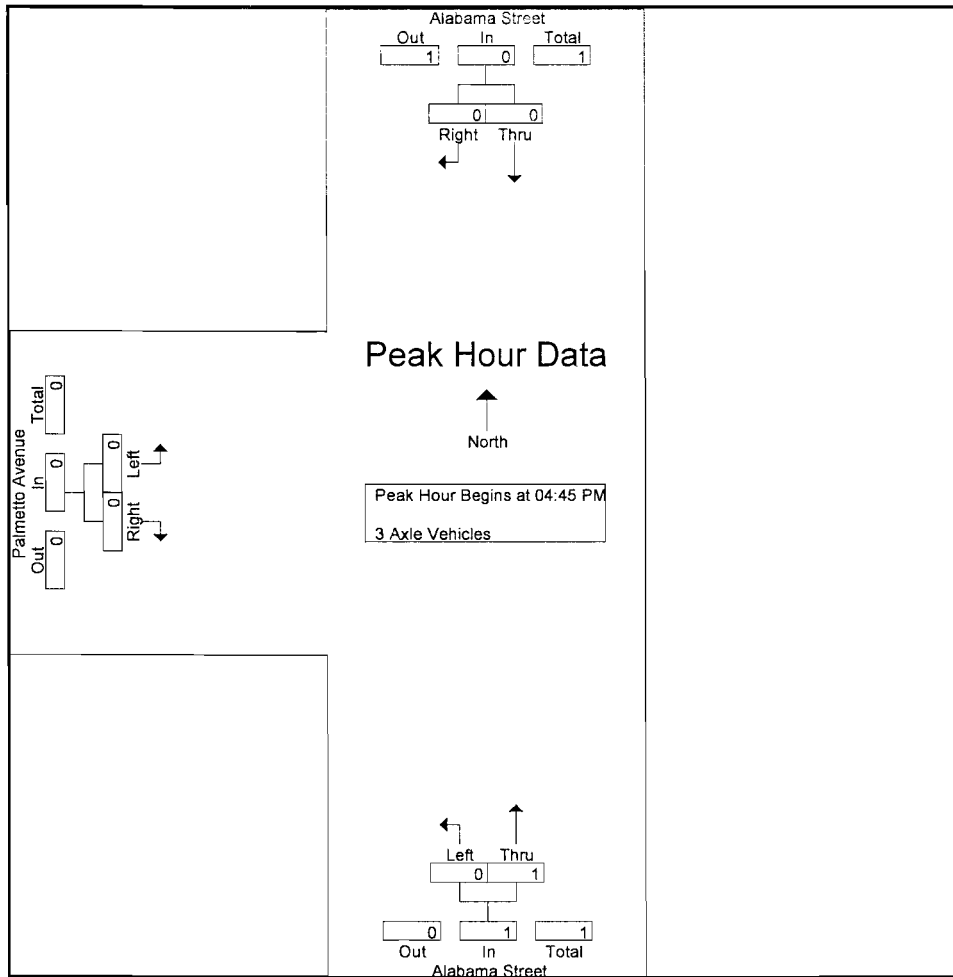 Alabama Street
Out In Total
1 0 1
0 0
Right Thru
Peak Hour Data
North
Peak Hour Begins at 04:45 PM
3 Axle Vehicles
Palmetto Avenue
Out In Total
0 0 0
Right Left
0 0
Left Thru
0 1
0 1 1
Out In Total
Alabama Street